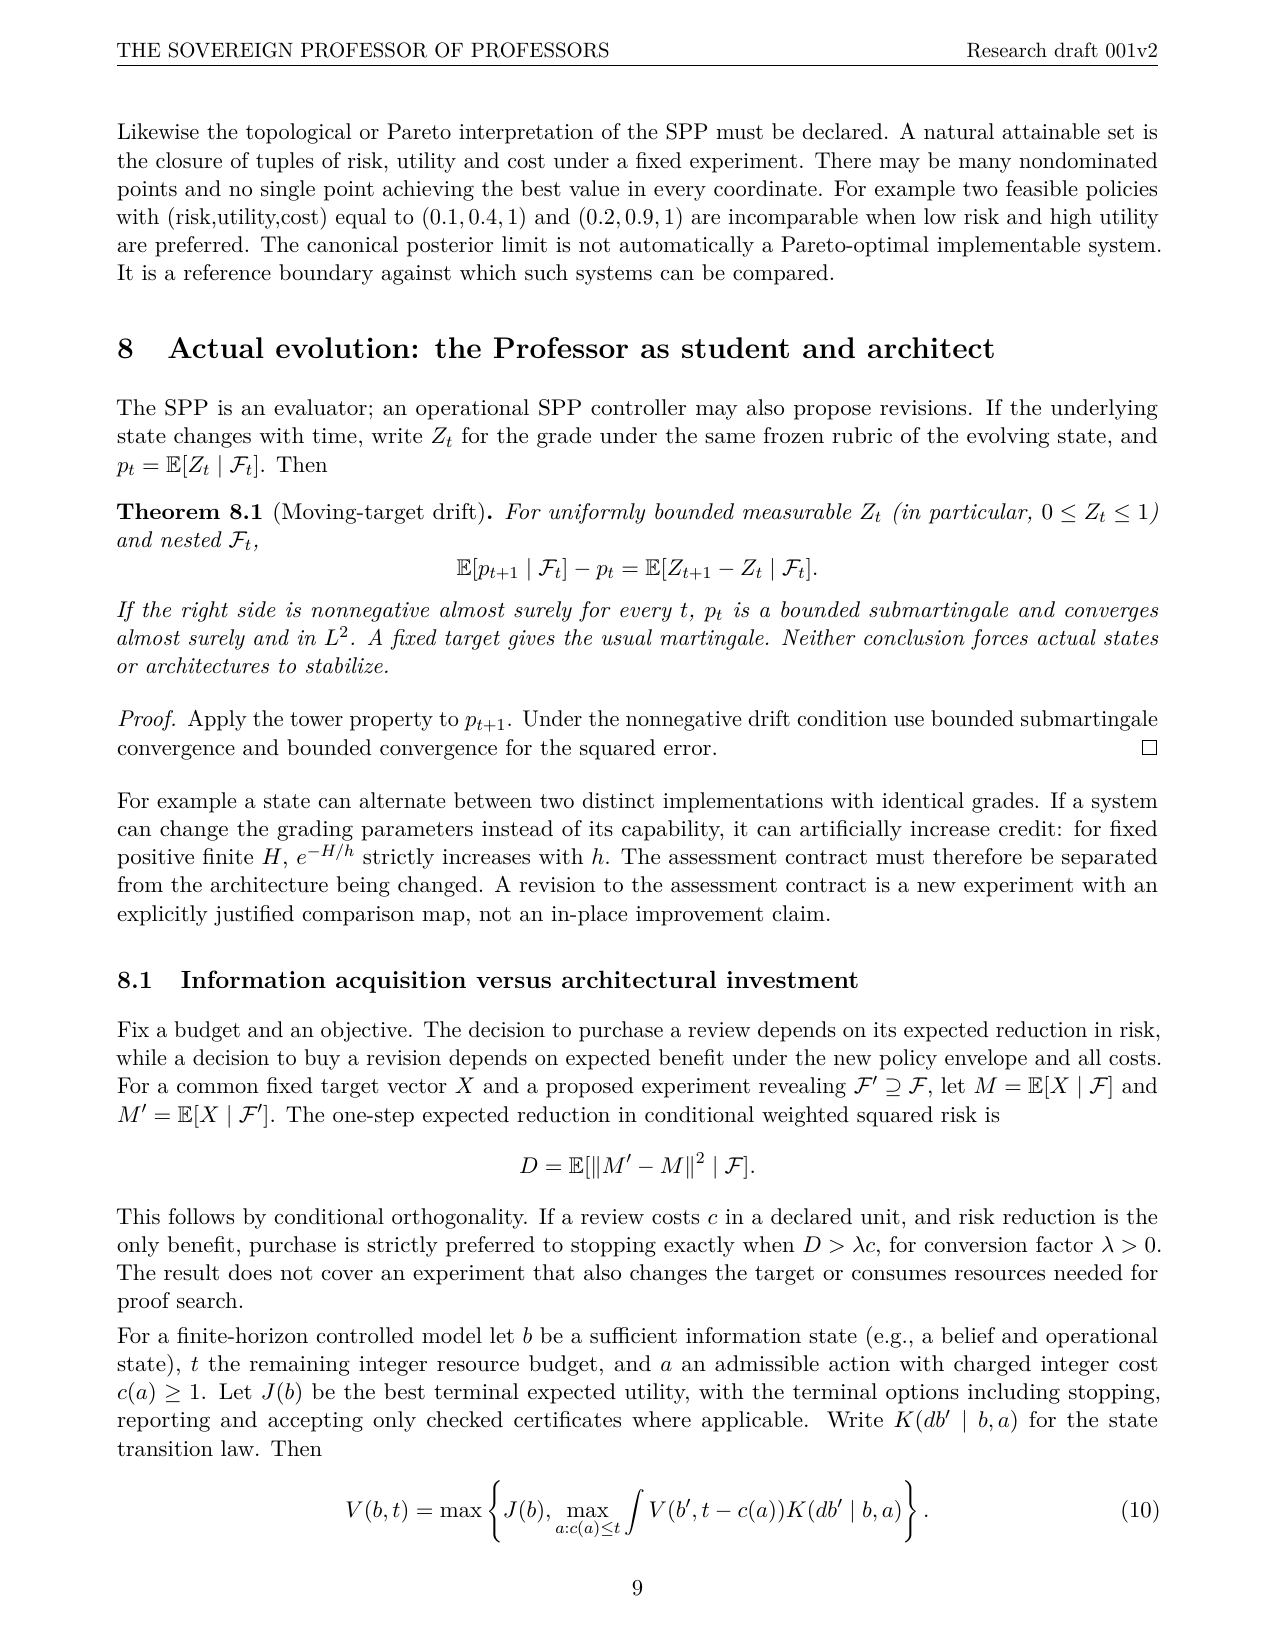 THE SOVEREIGN PROFESSOR OF PROFESSORS Research draft 001v2
Likewise the topological or Pareto interpretation of the SPP must be declared. A natural attainable set is
the closure of tuples of risk, utility and cost under a fixed experiment. There may be many nondominated
points and no single point achieving the best value in every coordinate. For example two feasible policies
with (risk,utility,cost) equal to (0.1, 0.4, 1) and (0.2, 0.9, 1) are incomparable when low risk and high utility
are preferred. The canonical posterior limit is not automatically a Pareto-optimal implementable system.
It is a reference boundary against which such systems can be compared.
8 Actual evolution: the Professor as student and architect
The SPP is an evaluator; an operational SPP controller may also propose revisions. If the underlying
state changes with time, write Z_t for the grade under the same frozen rubric of the evolving state, and
p_t = 𝔼[Z_t | ℱ_t]. Then
Theorem 8.1 (Moving-target drift). For uniformly bounded measurable Z_t (in particular, 0 ≤ Z_t ≤ 1)
and nested ℱ_t,
𝔼[p_{t+1} | ℱ_t] − p_t = 𝔼[Z_{t+1} − Z_t | ℱ_t].
If the right side is nonnegative almost surely for every t, p_t is a bounded submartingale and converges
almost surely and in L². A fixed target gives the usual martingale. Neither conclusion forces actual states
or architectures to stabilize.
Proof. Apply the tower property to p_{t+1}. Under the nonnegative drift condition use bounded submartingale
convergence and bounded convergence for the squared error. □
For example a state can alternate between two distinct implementations with identical grades. If a system
can change the grading parameters instead of its capability, it can artificially increase credit: for fixed
positive finite H, e^{−H/h} strictly increases with h. The assessment contract must therefore be separated
from the architecture being changed. A revision to the assessment contract is a new experiment with an
explicitly justified comparison map, not an in-place improvement claim.
8.1 Information acquisition versus architectural investment
Fix a budget and an objective. The decision to purchase a review depends on its expected reduction in risk,
while a decision to buy a revision depends on expected benefit under the new policy envelope and all costs.
For a common fixed target vector X and a proposed experiment revealing ℱ′ ⊇ ℱ, let M = 𝔼[X | ℱ] and
M′ = 𝔼[X | ℱ′]. The one-step expected reduction in conditional weighted squared risk is
D = 𝔼[‖M′ − M‖² | ℱ].
This follows by conditional orthogonality. If a review costs c in a declared unit, and risk reduction is the
only benefit, purchase is strictly preferred to stopping exactly when D > λc, for conversion factor λ > 0.
The result does not cover an experiment that also changes the target or consumes resources needed for
proof search.
For a finite-horizon controlled model let b be a sufficient information state (e.g., a belief and operational
state), t the remaining integer resource budget, and a an admissible action with charged integer cost
c(a) ≥ 1. Let J(b) be the best terminal expected utility, with the terminal options including stopping,
reporting and accepting only checked certificates where applicable. Write K(db′ | b, a) for the state
transition law. Then
V(b, t) = max { J(b), max_{a:c(a)≤t} ∫ V(b′, t − c(a))K(db′ | b, a) } . (10)
9